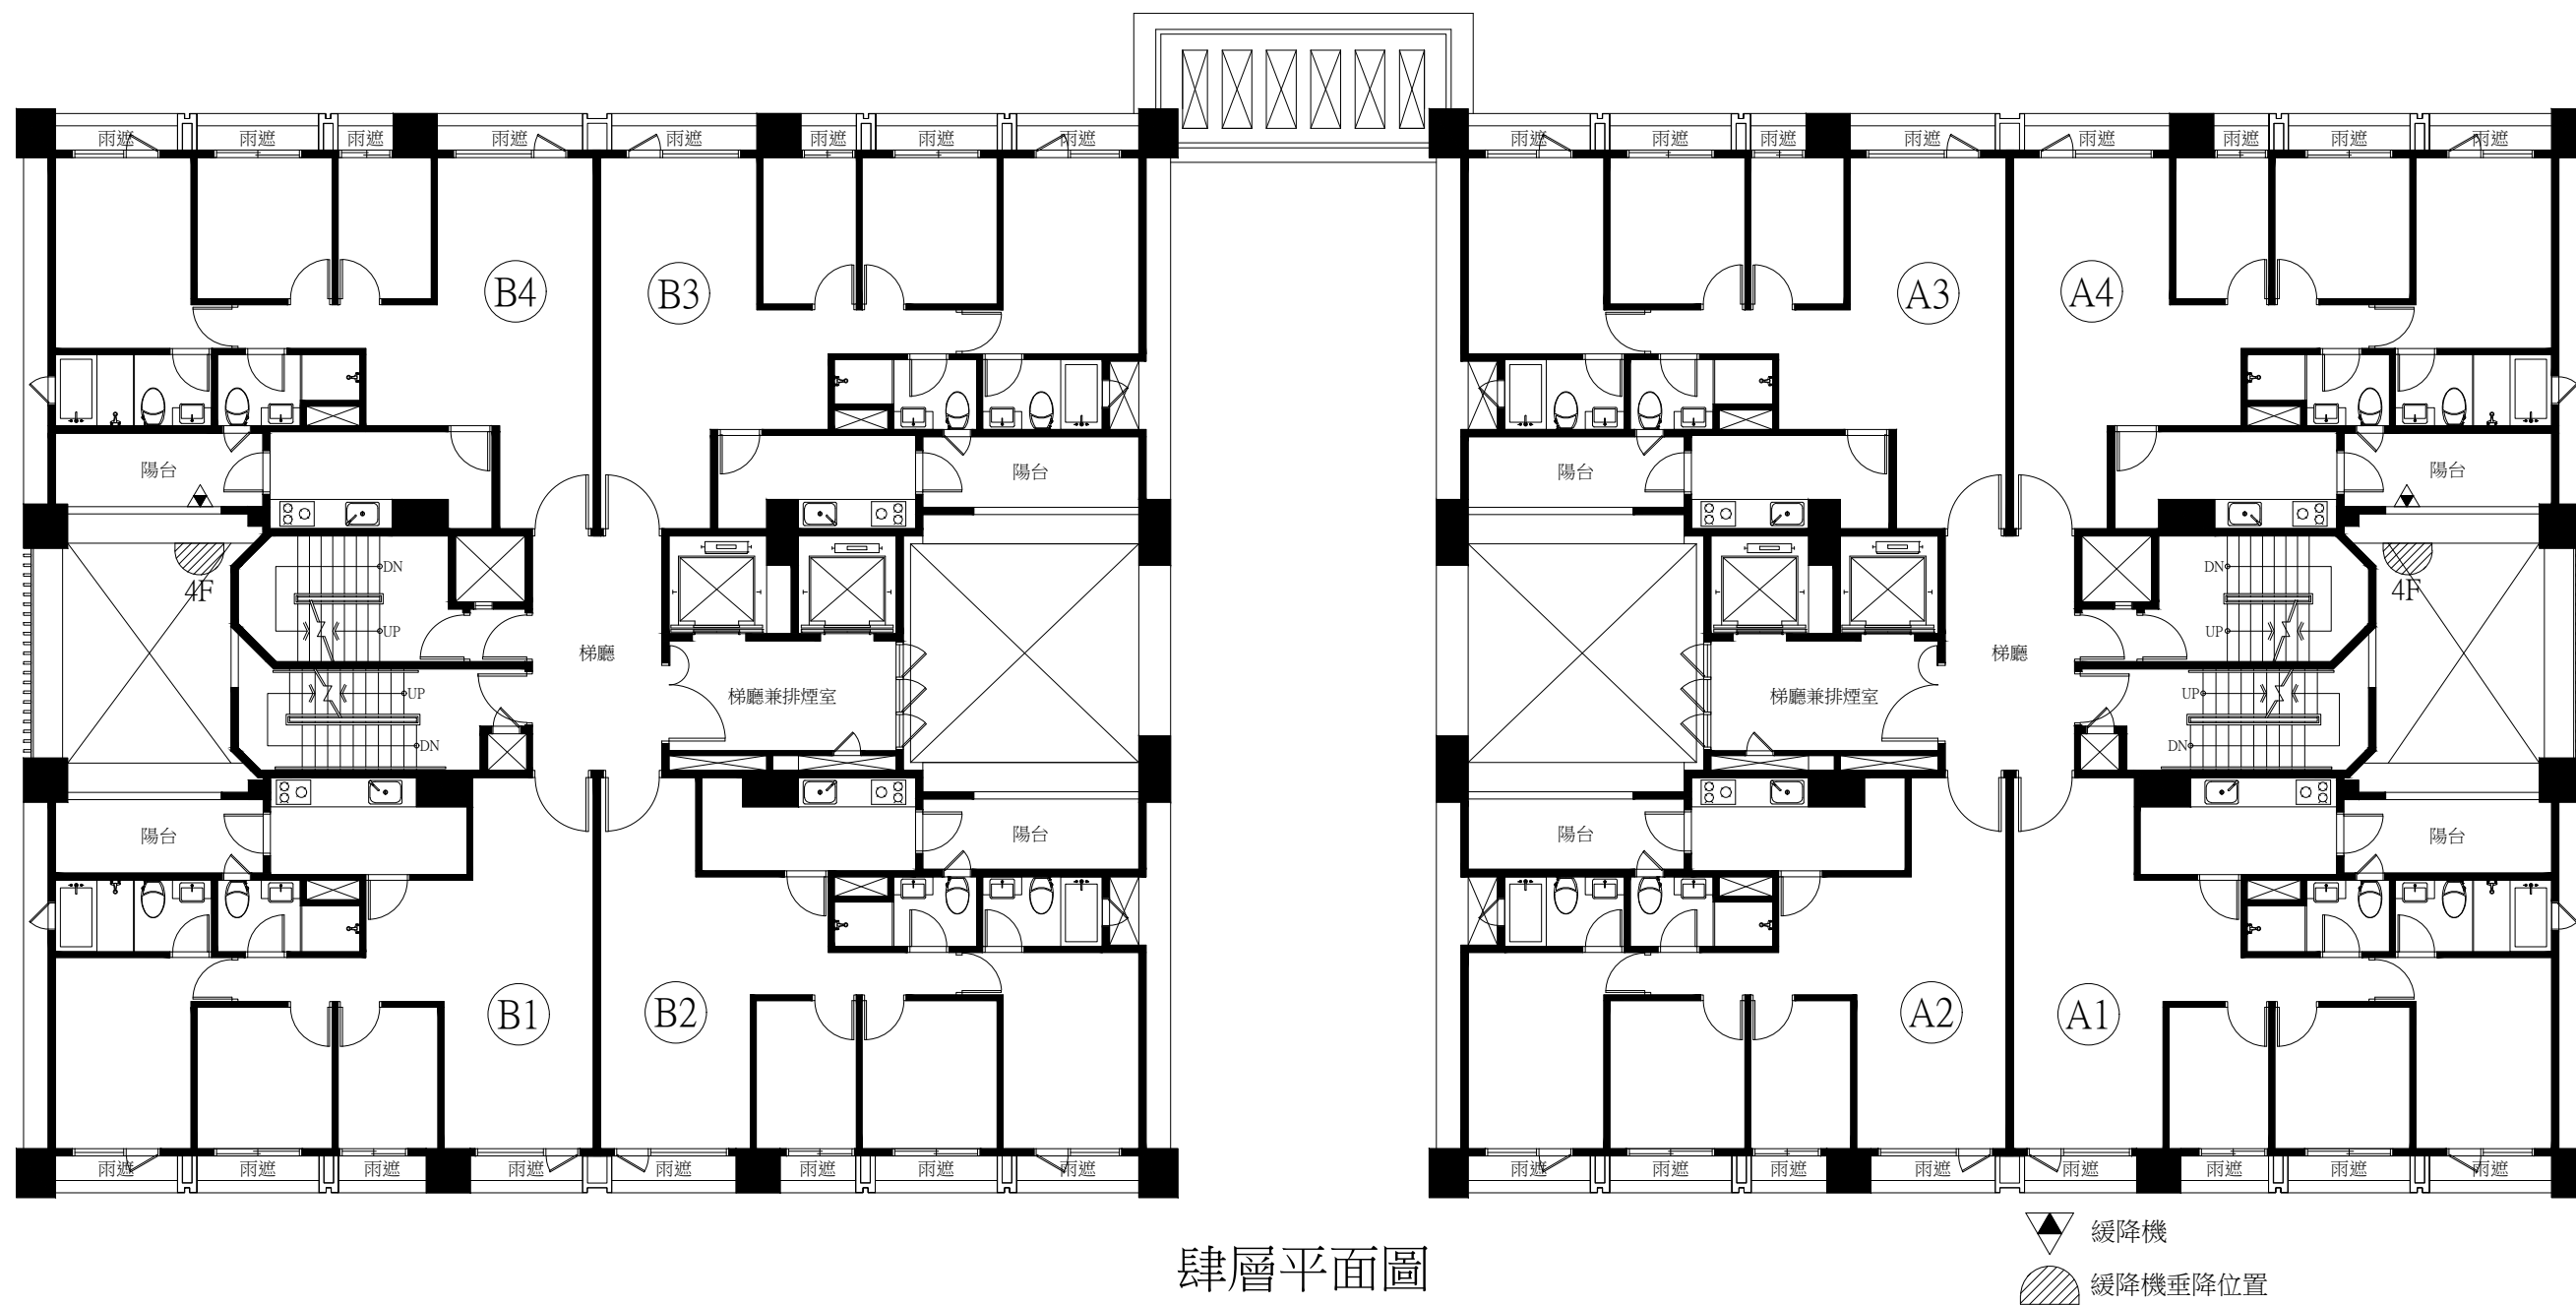 雨遮 雨遮 雨遮 雨遮 雨遮 雨遮 雨遮 雨遮 雨遮 雨遮 雨遮 雨遮 雨遮 雨遮 雨遮 雨遮
B4 B3 A3 A4
陽台 陽台 陽台 陽台
DN DN
4F 4F
UP UP
梯廳 梯廳
UP 梯廳兼排煙室 梯廳兼排煙室 UP
DN DN
陽台 陽台 陽台 陽台
B1 B2 A2 A1
雨遮 雨遮 雨遮 雨遮 雨遮 雨遮 雨遮 雨遮 雨遮 雨遮 雨遮 雨遮 雨遮 雨遮 雨遮 雨遮
緩降機
肆層平面圖
緩降機垂降位置